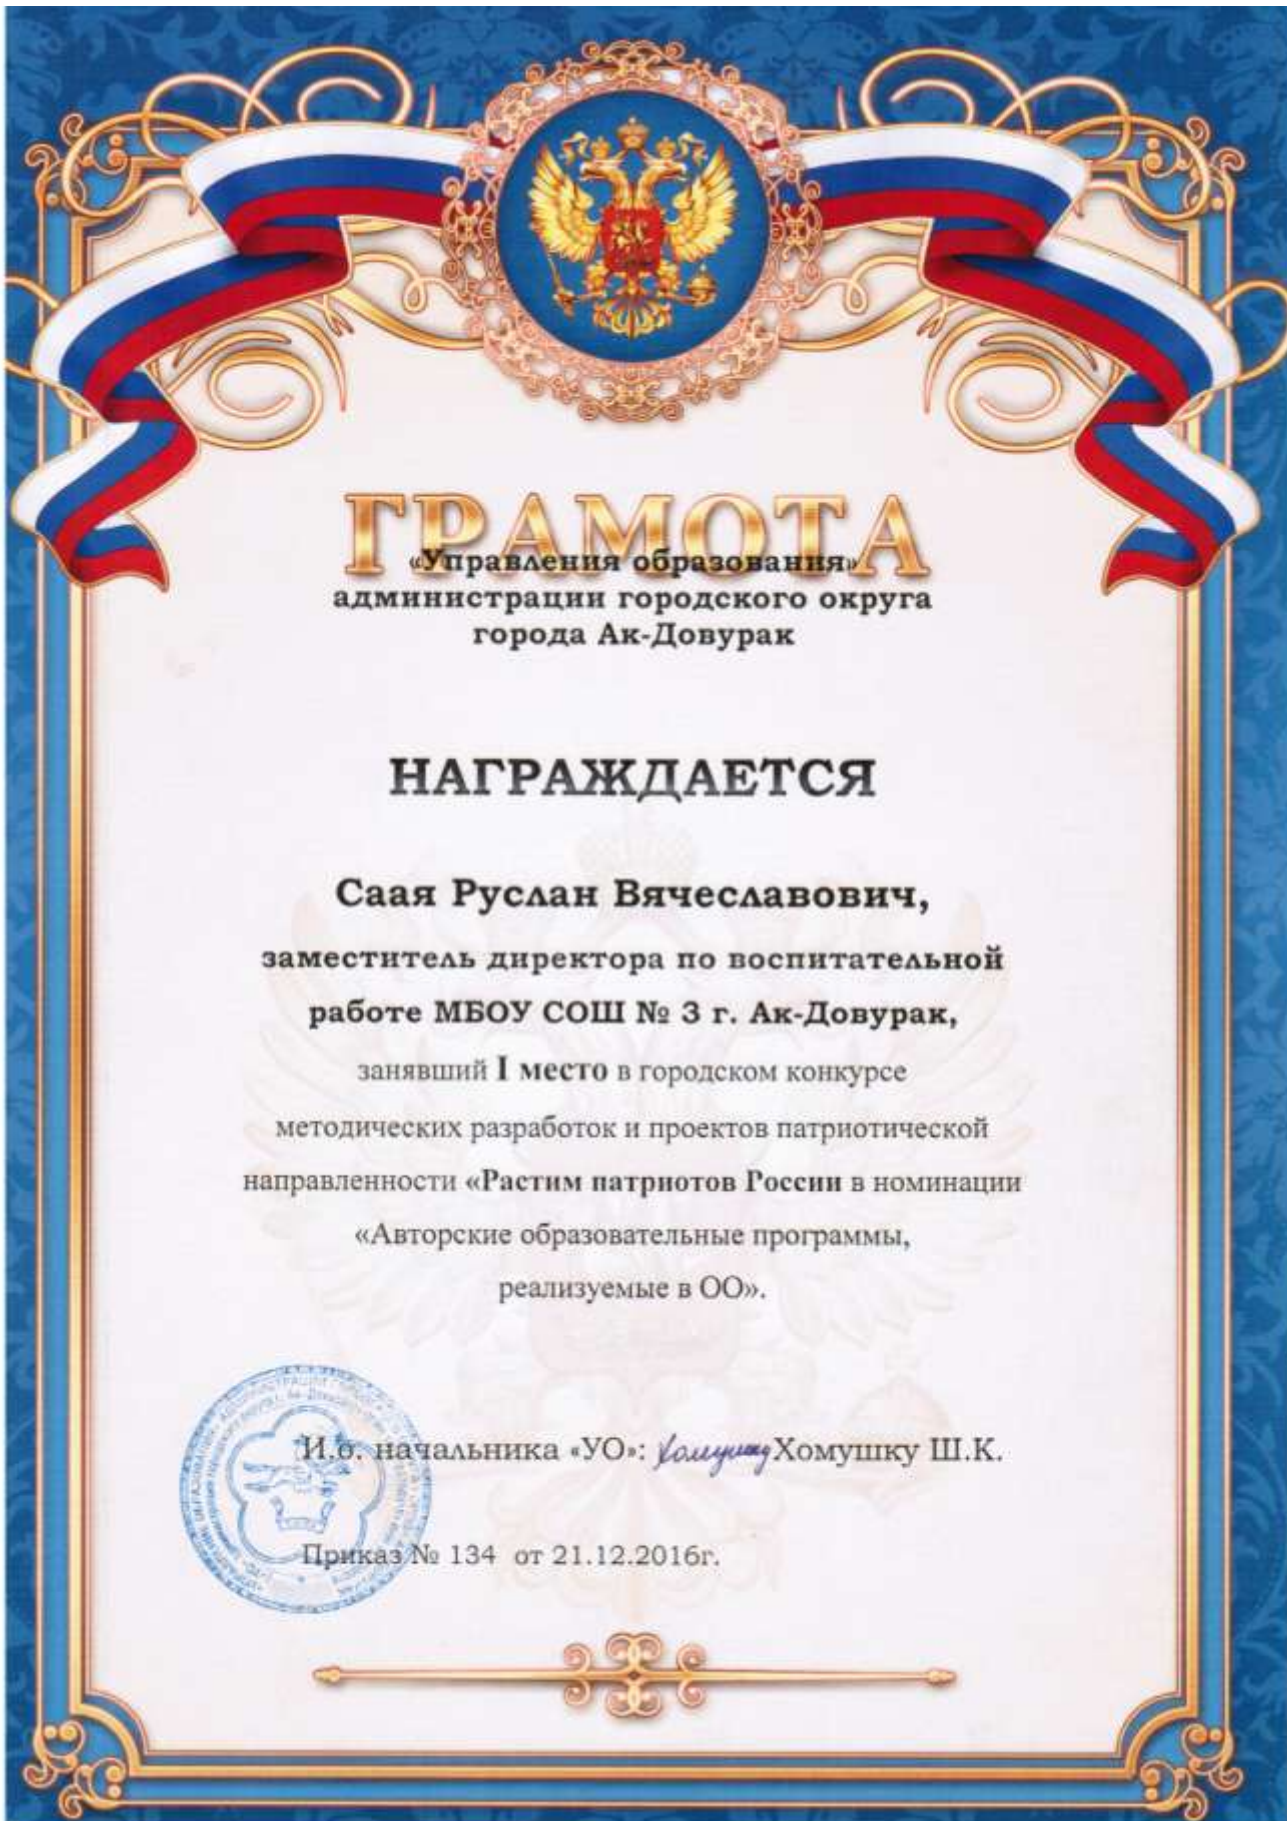 ГРАМОТА
«Управления образования»
администрации городского округа
города Ак-Довурак
НАГРАЖДАЕТСЯ
Саая Руслан Вячеславович,
заместитель директора по воспитательной
работе МБОУ СОШ № 3 г. Ак-Довурак,
занявший I место в городском конкурсе
методических разработок и проектов патриотической
направленности «Растим патриотов России в номинации
«Авторские образовательные программы,
реализуемые в ОО».
И.о. начальника «УО»: Хомушку Хомушку Ш.К.
Приказ № 134 от 21.12.2016г.